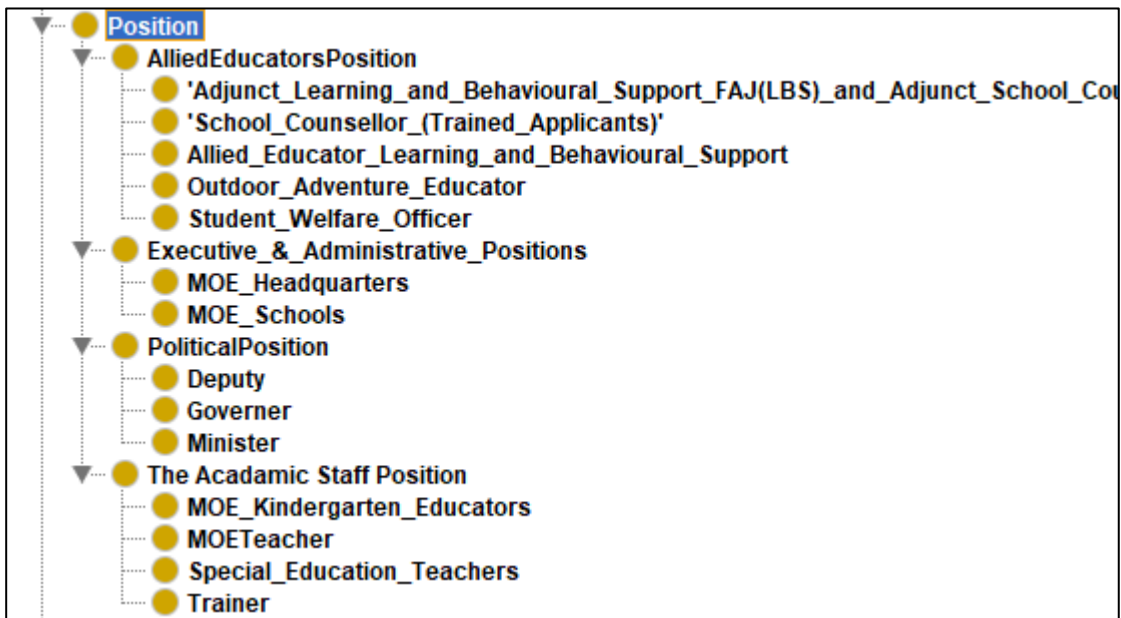 Position
AlliedEducatorsPosition
'Adjunct_Learning_and_Behavioural_Support_FAJ(LBS)_and_Adjunct_School_Cou
'School_Counsellor_(Trained_Applicants)'
Allied_Educator_Learning_and_Behavioural_Support
Outdoor_Adventure_Educator
Student_Welfare_Officer
Executive_&_Administrative_Positions
MOE_Headquarters
MOE_Schools
PoliticalPosition
Deputy
Governer
Minister
The Acadamic Staff Position
MOE_Kindergarten_Educators
MOETeacher
Special_Education_Teachers
Trainer